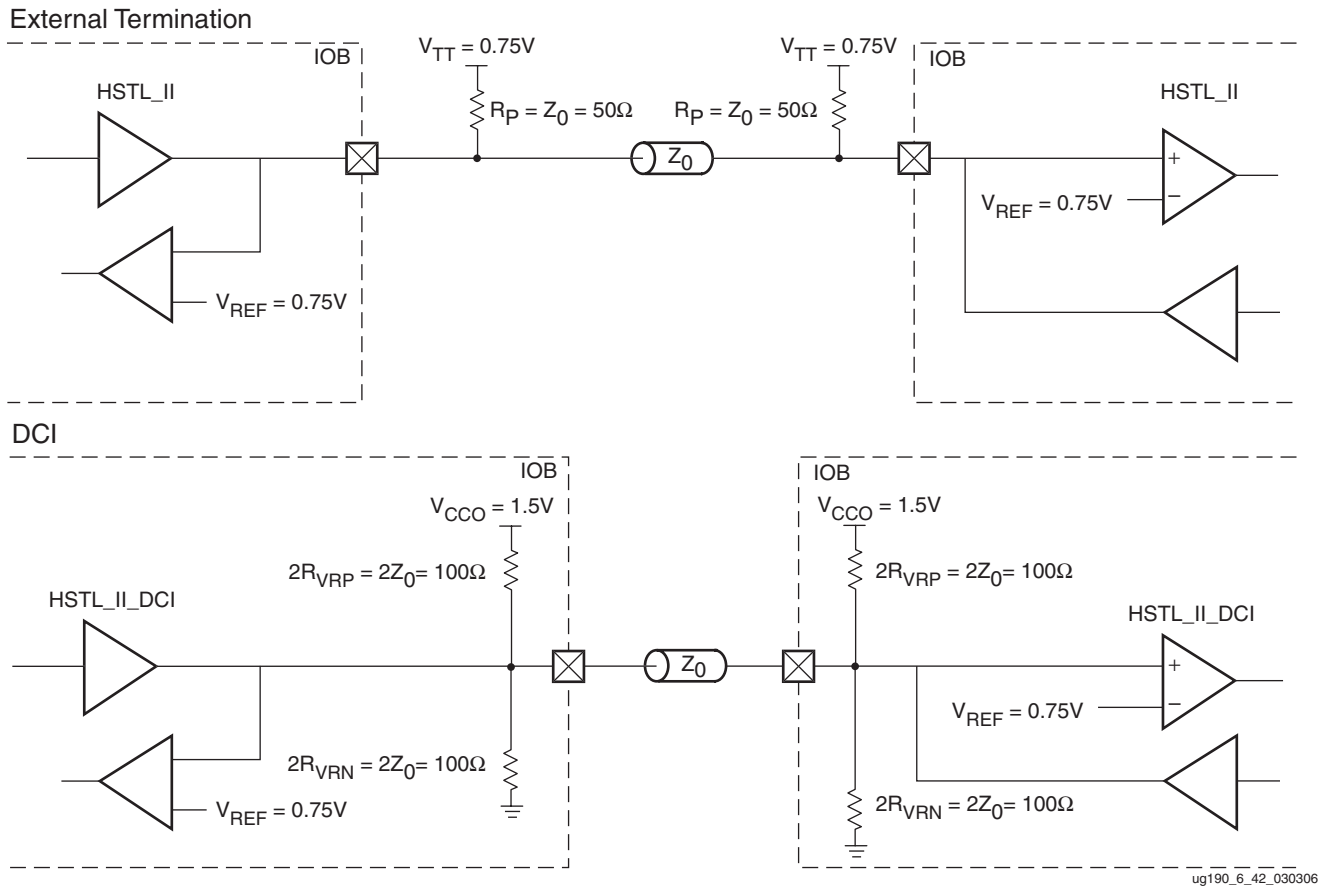 External Termination
IOB
V_TT = 0.75V
V_TT = 0.75V
IOB
HSTL_II
R_P = Z_0 = 50Ω
R_P = Z_0 = 50Ω
HSTL_II
Z_0
+
V_REF = 0.75V
–
V_REF = 0.75V
DCI
IOB
IOB
V_CCO = 1.5V
V_CCO = 1.5V
2R_VRP = 2Z_0= 100Ω
2R_VRP = 2Z_0= 100Ω
HSTL_II_DCI
HSTL_II_DCI
Z_0
+
V_REF = 0.75V
–
2R_VRN = 2Z_0= 100Ω
V_REF = 0.75V
2R_VRN = 2Z_0= 100Ω
ug190_6_42_030306